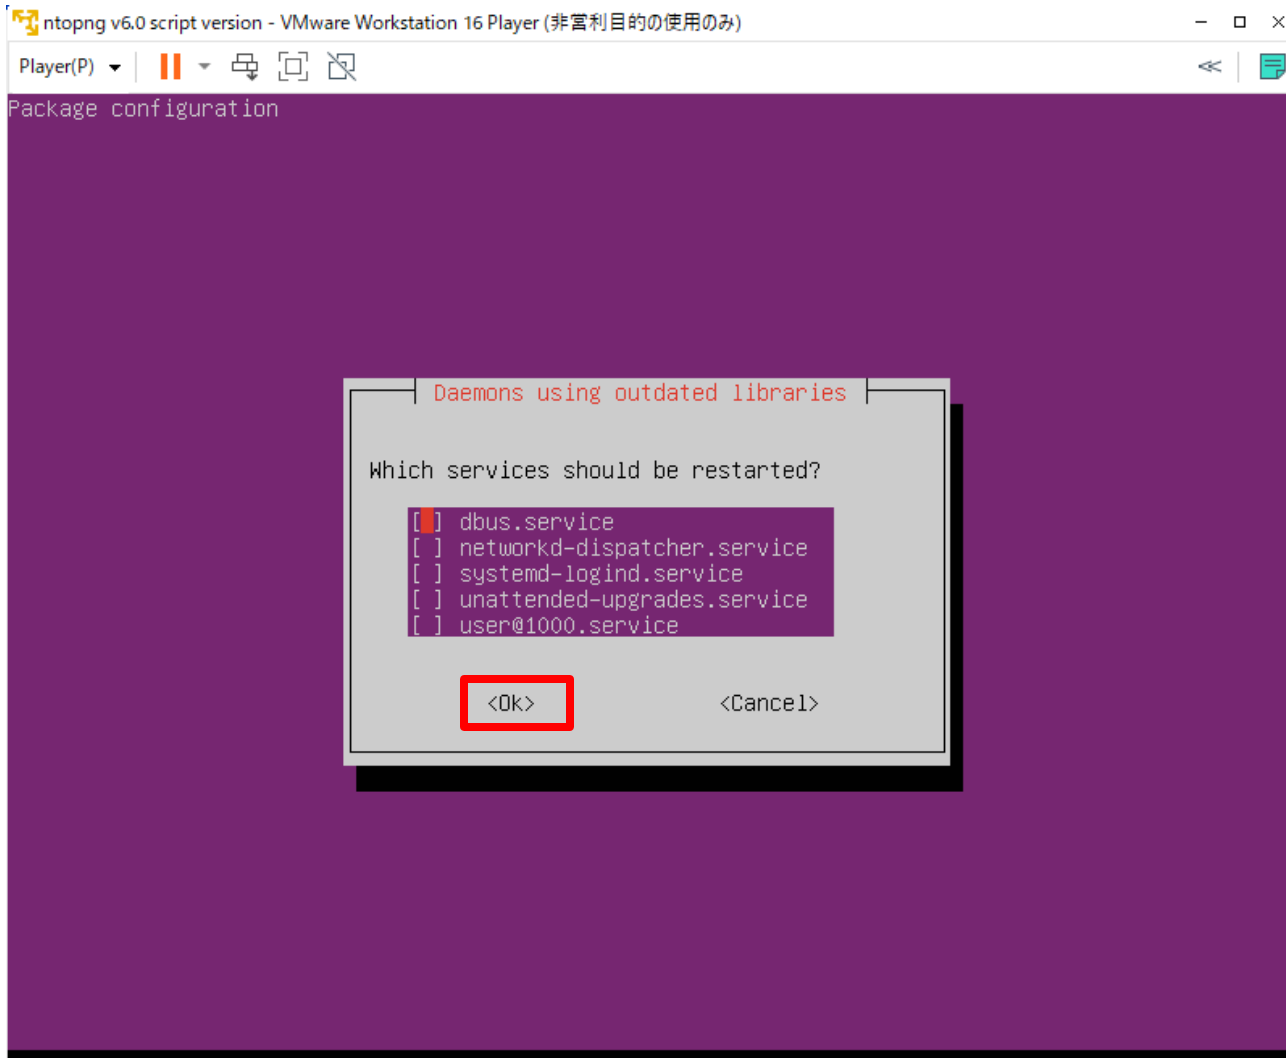 ntopng v6.0 script version - VMware Workstation 16 Player (非営利目的の使用のみ)
Player(P)
Package configuration
Daemons using outdated libraries
Which services should be restarted?
[ ] dbus.service
[ ] networkd-dispatcher.service
[ ] systemd-logind.service
[ ] unattended-upgrades.service
[ ] user@1000.service
<Ok> <Cancel>